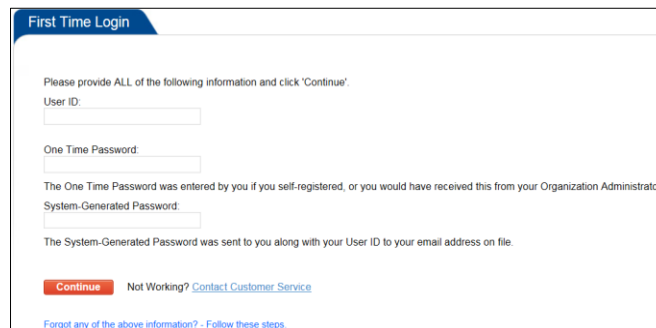 First Time Login
Please provide ALL of the following information and click 'Continue'.
User ID:
One Time Password:
The One Time Password was entered by you if you self-registered, or you would have received this from your Organization Administrato
System-Generated Password:
The System-Generated Password was sent to you along with your User ID to your email address on file.
Continue Not Working? Contact Customer Service
Forgot any of the above information? - Follow these steps.